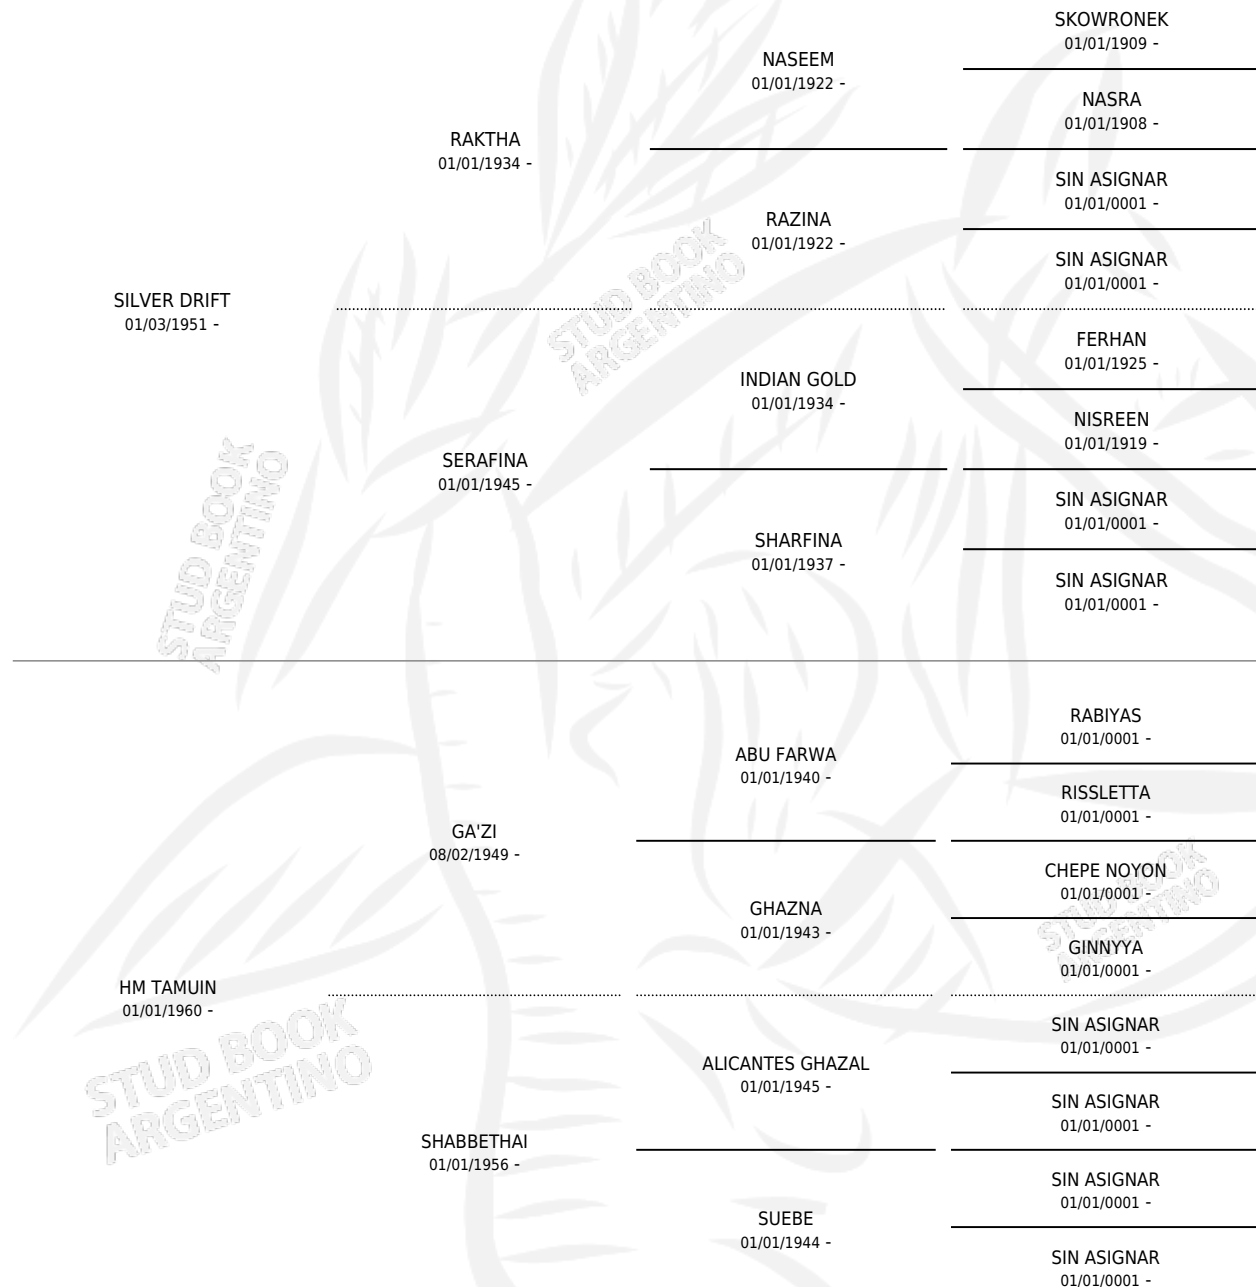 SKOWRONEK
01/01/1909 -
NASEEM
01/01/1922 -
NASRA
01/01/1908 -
RAKTHA
01/01/1934 -
SIN ASIGNAR
01/01/0001 -
RAZINA
01/01/1922 -
SIN ASIGNAR
01/01/0001 -
SILVER DRIFT
01/03/1951 -
FERHAN
01/01/1925 -
INDIAN GOLD
01/01/1934 -
NISREEN
01/01/1919 -
SERAFINA
01/01/1945 -
SIN ASIGNAR
01/01/0001 -
SHARFINA
01/01/1937 -
SIN ASIGNAR
01/01/0001 -
RABIYAS
01/01/0001 -
ABU FARWA
01/01/1940 -
RISSLETTA
01/01/0001 -
GA'ZI
08/02/1949 -
CHEPE NOYON
01/01/0001 -
GHAZNA
01/01/1943 -
GINNYYA
01/01/0001 -
HM TAMUIN
01/01/1960 -
SIN ASIGNAR
01/01/0001 -
ALICANTES GHAZAL
01/01/1945 -
SIN ASIGNAR
01/01/0001 -
SHABBETHAI
01/01/1956 -
SIN ASIGNAR
01/01/0001 -
SUEBE
01/01/1944 -
SIN ASIGNAR
01/01/0001 -
STUD BOOK
ARGENTINO
STUD BOOK
ARGENTINO
STUD BOOK
ARGENTINO
STUD BOOK
ARGENTINO